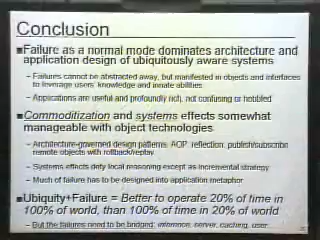 Conclusion
Failure as a normal mode dominates architecture and
application design of ubiquitously aware systems
– Failures cannot be abstracted away, but manifested in objects and interfaces
to leverage users' knowledge and innate abilities
– Applications are useful and profoundly rich, not confusing or hobbled
Commoditization and systems effects somewhat
manageable with object technologies
– Architecture-governed design patterns, AOP, reflection, publish/subscribe
remote objects with rollback/replay
– Systems effects defy local reasoning except as incremental strategy
– Much of failure has to be designed into application metaphor
Ubiquity+Failure = Better to operate 20% of time in
100% of world, than 100% of time in 20% of world
– But the failures need to be bridged: inference, server, caching, user